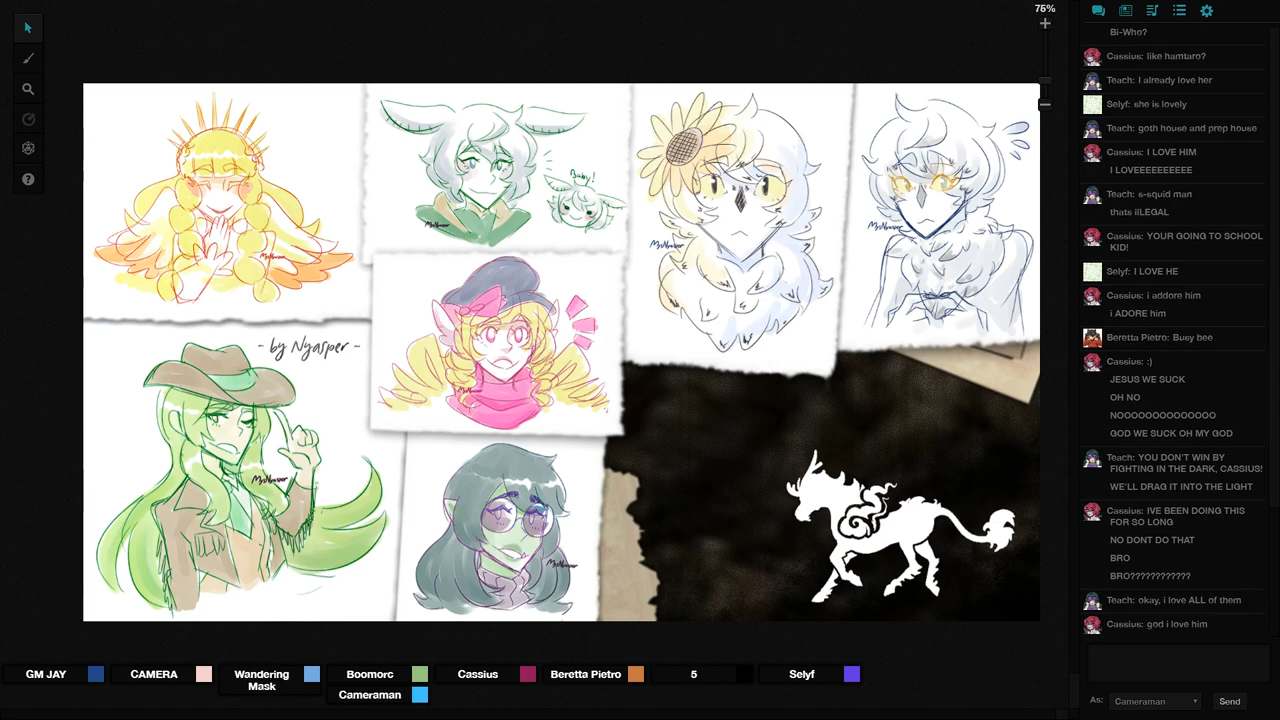 75%
Baby!
~ by Nyasper ~
GM JAY
CAMERA
Wandering
Mask
Boomorc
Cassius
Beretta Pietro
5
Selyf
Cameraman
Bi-Who?
Cassius: like hamtaro?
Teach: I already love her
Selyf: she is lovely
Teach: goth house and prep house
Cassius: I LOVE HIM
I LOVEEEEEEEEEE
Teach: s-squid man
thats ilLEGAL
Cassius: YOUR GOING TO SCHOOL
KID!
Selyf: I LOVE HE
Cassius: i addore him
i ADORE him
Beretta Pietro: Busy bee
Cassius: :)
JESUS WE SUCK
OH NO
NOOOOOOOOOOOOOO
GOD WE SUCK OH MY GOD
Teach: YOU DON'T WIN BY
FIGHTING IN THE DARK, CASSIUS!
WE'LL DRAG IT INTO THE LIGHT
Cassius: IVE BEEN DOING THIS
FOR SO LONG
NO DONT DO THAT
BRO
BRO????????????
Teach: okay, i love ALL of them
Cassius: god i love him
As:
Cameraman
Send